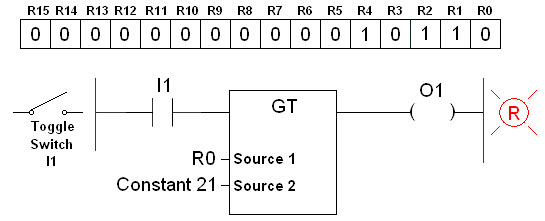 R15 R14 R13 R12 R11 R10 R9 R8 R7 R6 R5 R4 R3 R2 R1 R0
0 0 0 0 0 0 0 0 0 0 0 1 0 1 1 0
I1 GT O1 R
Toggle
Switch
I1
R0 Source 1
Constant 21 Source 2